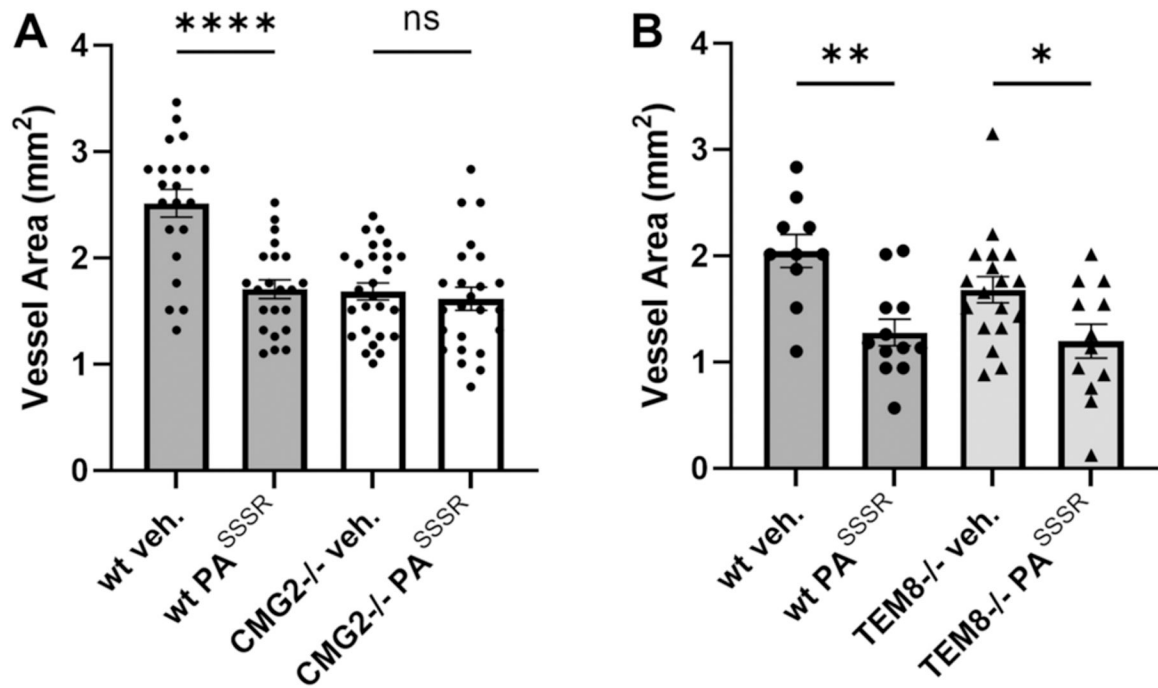 A
**** ns
Vessel Area (mm²)
4
3
2
1
0
wt veh.
wt PA^SSSR
CMG2-/- veh.
CMG2-/- PA^SSSR
B
** *
Vessel Area (mm²)
4
3
2
1
0
wt veh.
wt PA^SSSR
TEM8-/- veh.
TEM8-/- PA^SSSR